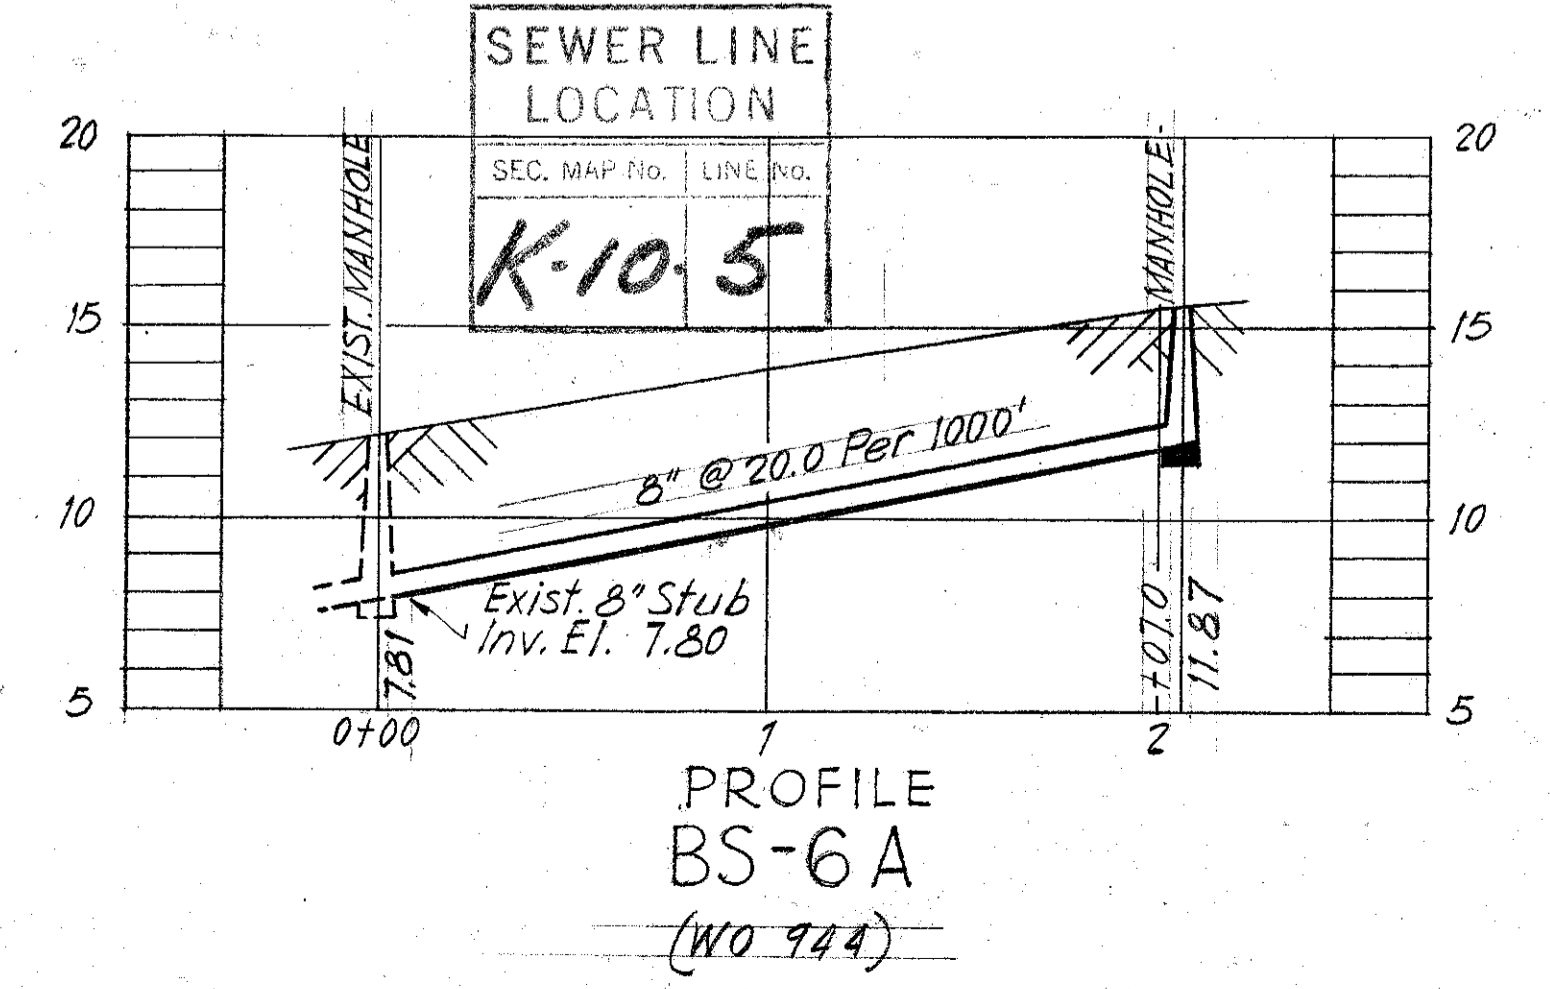 SEWER LINE
LOCATION
SEC. MAP No. LINE No.
K-10- 5
20
20
EXIST. MANHOLE
MANHOLE
15
15
8" @ 20.0 Per 1000'
10
10
Exist. 8" Stub
Inv. El. 7.80
7.81
+07.0
11.87
5
5
0+00
1
2
PROFILE
BS-6A
(WO 944)